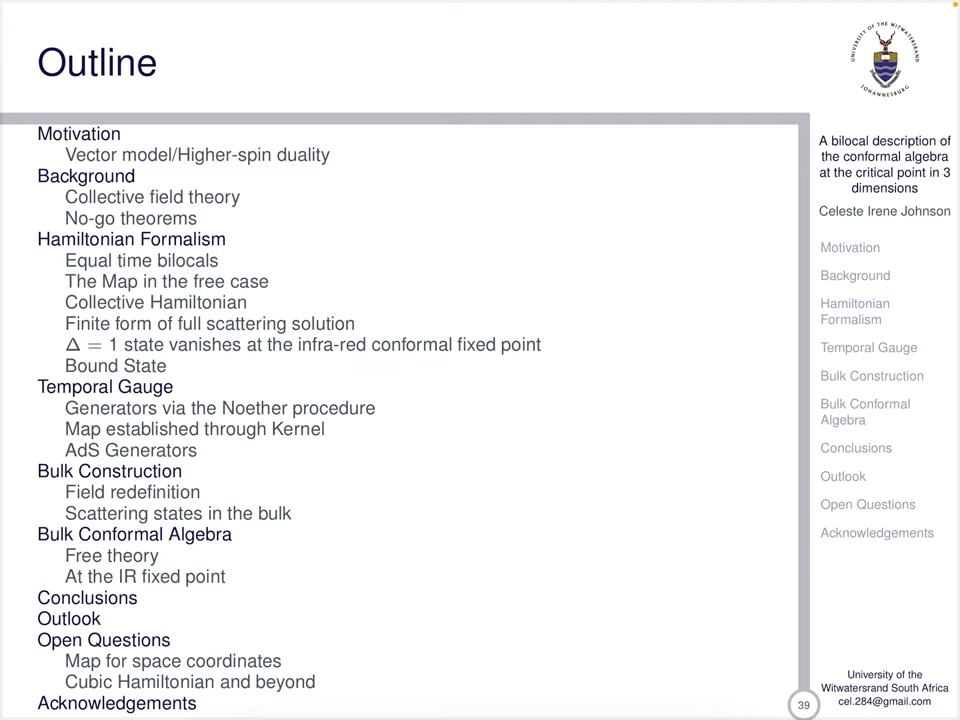 Outline
UNIVERSITY OF THE WITWATERSRAND
JOHANNESBURG
Motivation
Vector model/Higher-spin duality
Background
Collective field theory
No-go theorems
Hamiltonian Formalism
Equal time bilocals
The Map in the free case
Collective Hamiltonian
Finite form of full scattering solution
Δ = 1 state vanishes at the infra-red conformal fixed point
Bound State
Temporal Gauge
Generators via the Noether procedure
Map established through Kernel
AdS Generators
Bulk Construction
Field redefinition
Scattering states in the bulk
Bulk Conformal Algebra
Free theory
At the IR fixed point
Conclusions
Outlook
Open Questions
Map for space coordinates
Cubic Hamiltonian and beyond
Acknowledgements
A bilocal description of
the conformal algebra
at the critical point in 3
dimensions
Celeste Irene Johnson
Motivation
Background
Hamiltonian
Formalism
Temporal Gauge
Bulk Construction
Bulk Conformal
Algebra
Conclusions
Outlook
Open Questions
Acknowledgements
University of the
Witwatersrand South Africa
cel.284@gmail.com
39